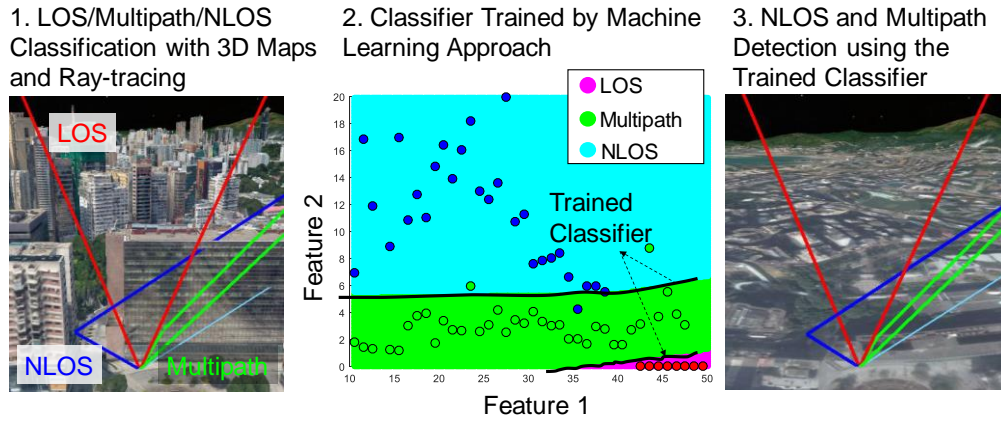 1. LOS/Multipath/NLOS
Classification with 3D Maps
and Ray-tracing
LOS
NLOS
Multipath
2. Classifier Trained by Machine
Learning Approach
LOS
Multipath
NLOS
Trained
Classifier
Feature 2
20
18
16
14
12
10
8
6
4
2
0
10
15
20
25
30
35
40
45
50
Feature 1
3. NLOS and Multipath
Detection using the
Trained Classifier